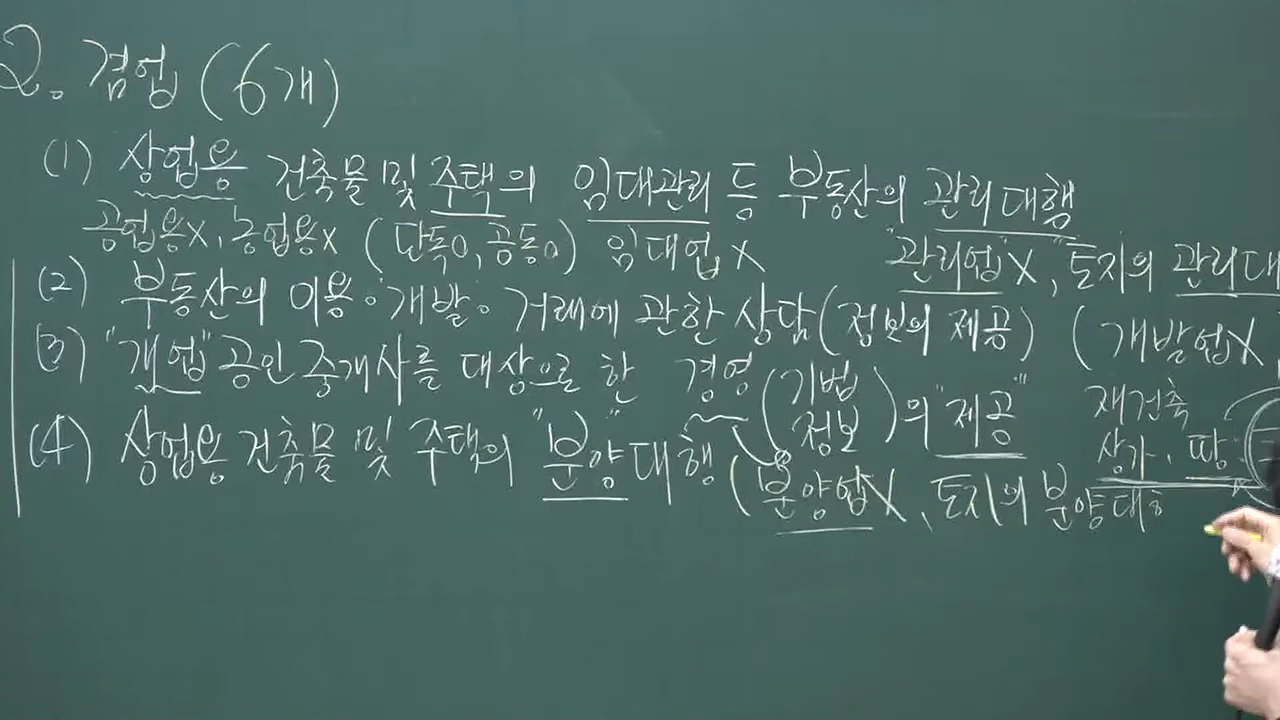 2. 겸업 (6개)
(1) 상업용 건축물 및 주택의 임대관리 등 부동산의 관리대행
공업용X, 농업용X (단독O, 공동O) 임대업X "관리업"X, 토지의 관리대
(2) 부동산의 이용·개발·거래에 관한 상담(정보의 제공) (개발업X
(3) "개업"공인중개사를 대상으로 한 경영(기법 정보)의 "제공" 재건축
상가, 땅
(4) 상업용 건축물 및 주택의 "분양"대행 (분양업X, 토지의 분양대